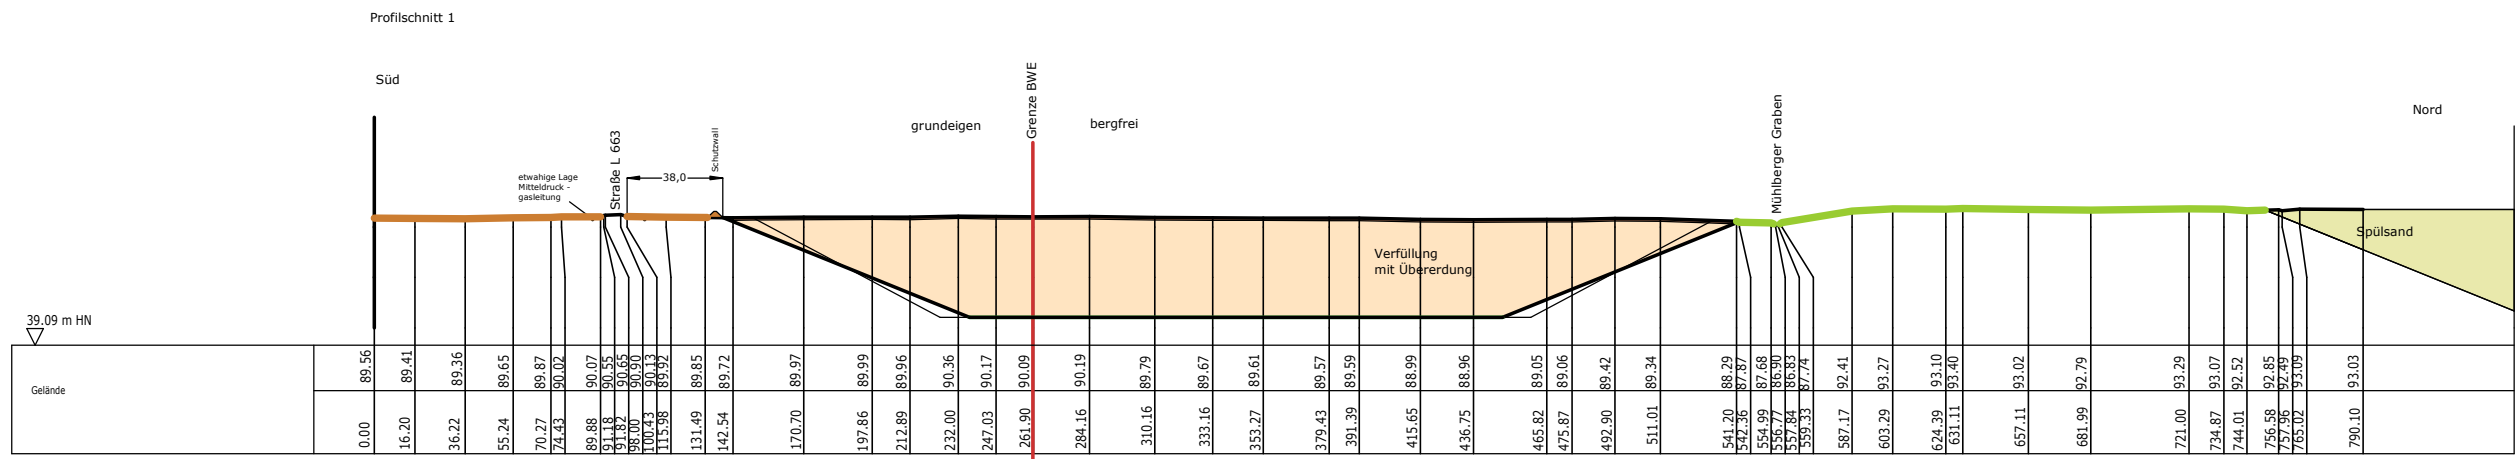 Profilschnitt 1
Süd
Nord
grundeigen
Grenze BWE
bergfrei
etwahige Lage
Mitteldruck -
gasleitung
Straße L 663
38,0
Schutzwall
Mühlberger Graben
Verfüllung
mit Übererdung
Spülsand
39.09 m HN
Gelände
89.56 89.41 89.36 89.65 89.87 90.02 90.07 90.55 90.65 90.90 90.13 89.92 89.85 89.72 89.97 89.99 89.96 90.36 90.17 90.09 90.19 89.79 89.67 89.61 89.57 89.59 88.99 88.96 89.05 89.06 89.42 89.34 88.29 87.87 87.68 86.90 86.83 87.74 92.41 93.27 93.10 93.40 93.02 92.79 93.29 93.07 92.52 92.85 92.49 93.09 93.03
0.00 16.20 36.22 55.24 70.27 74.43 89.88 91.18 91.82 98.00 100.43 115.98 131.49 142.54 170.70 197.86 212.89 232.00 247.03 261.90 284.16 310.16 333.16 353.27 379.43 391.39 415.65 436.75 465.82 475.87 492.90 511.01 541.20 542.36 554.99 556.77 557.84 559.33 587.17 603.29 624.39 631.11 657.11 681.99 721.00 734.87 744.01 756.58 757.96 765.02 790.10